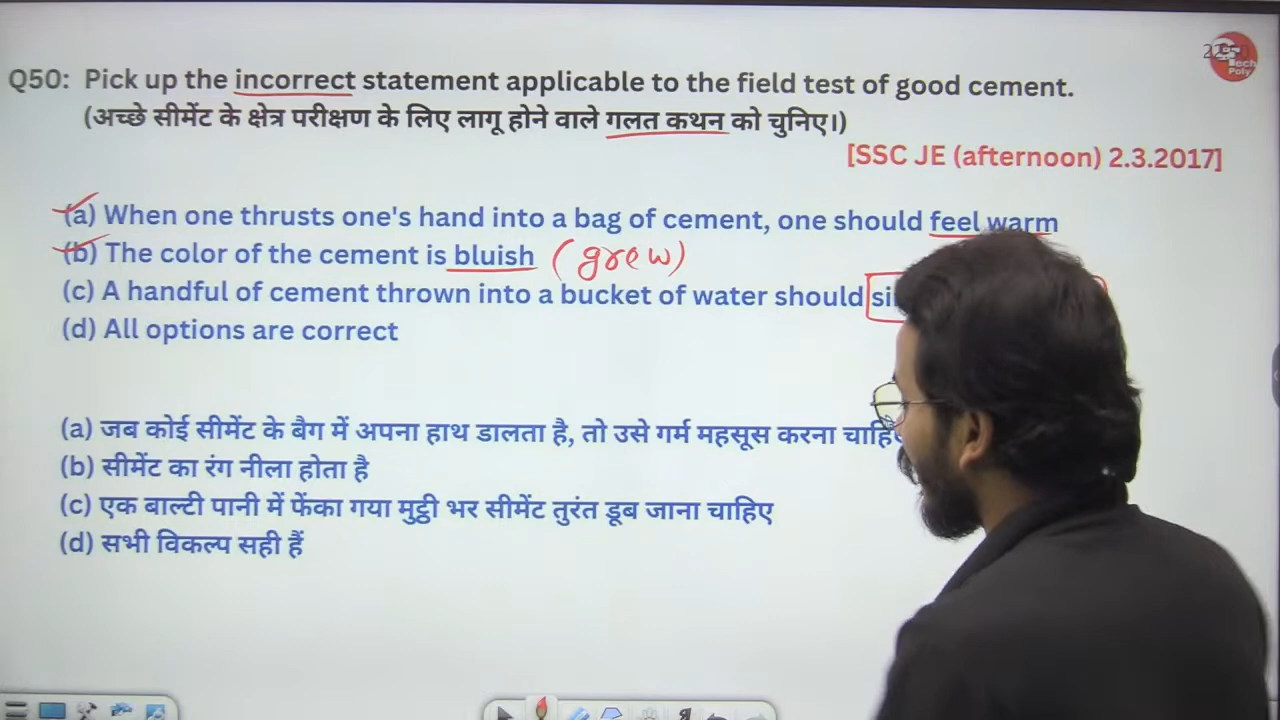 Q50: Pick up the incorrect statement applicable to the field test of good cement.
(अच्छे सीमेंट के क्षेत्र परीक्षण के लिए लागू होने वाले गलत कथन को चुनिए।)
[SSC JE (afternoon) 2.3.2017]
(a) When one thrusts one's hand into a bag of cement, one should feel warm
(b) The color of the cement is bluish (grew)
(c) A handful of cement thrown into a bucket of water should
(d) All options are correct
(a) जब कोई सीमेंट के बैग में अपना हाथ डालता है, तो उसे गर्म महसूस करना
(b) सीमेंट का रंग नीला होता है
(c) एक बाल्टी पानी में फेंका गया मुट्ठी भर सीमेंट तुरंत डूब जाना चाहिए
(d) सभी विकल्प सही हैं
Tech
Poly